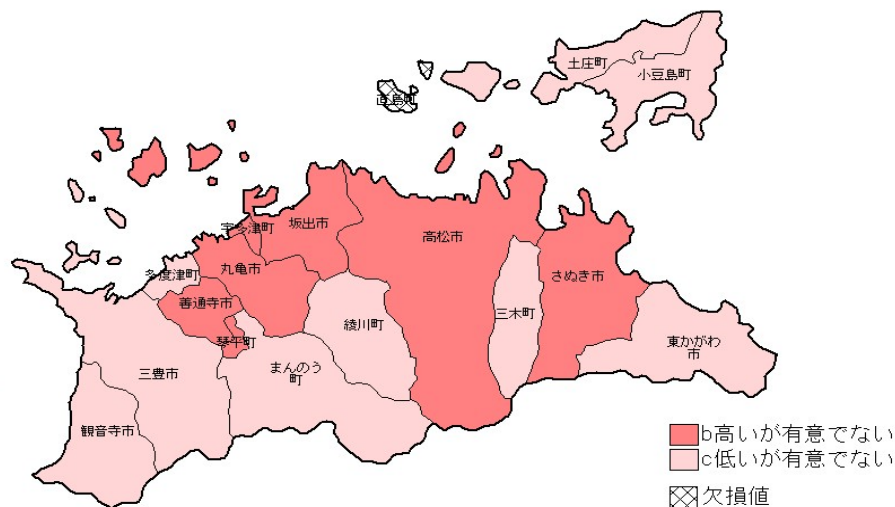 土庄町
小豆島町
直島町
宇多津町
坂出市
高松市
多度津町
丸亀市
さぬき市
善通寺市
三木町
綾川町
琴平町
東かがわ
市
まんのう
町
三豊市
観音寺市
b高いが有意でない
c低いが有意でない
欠損値